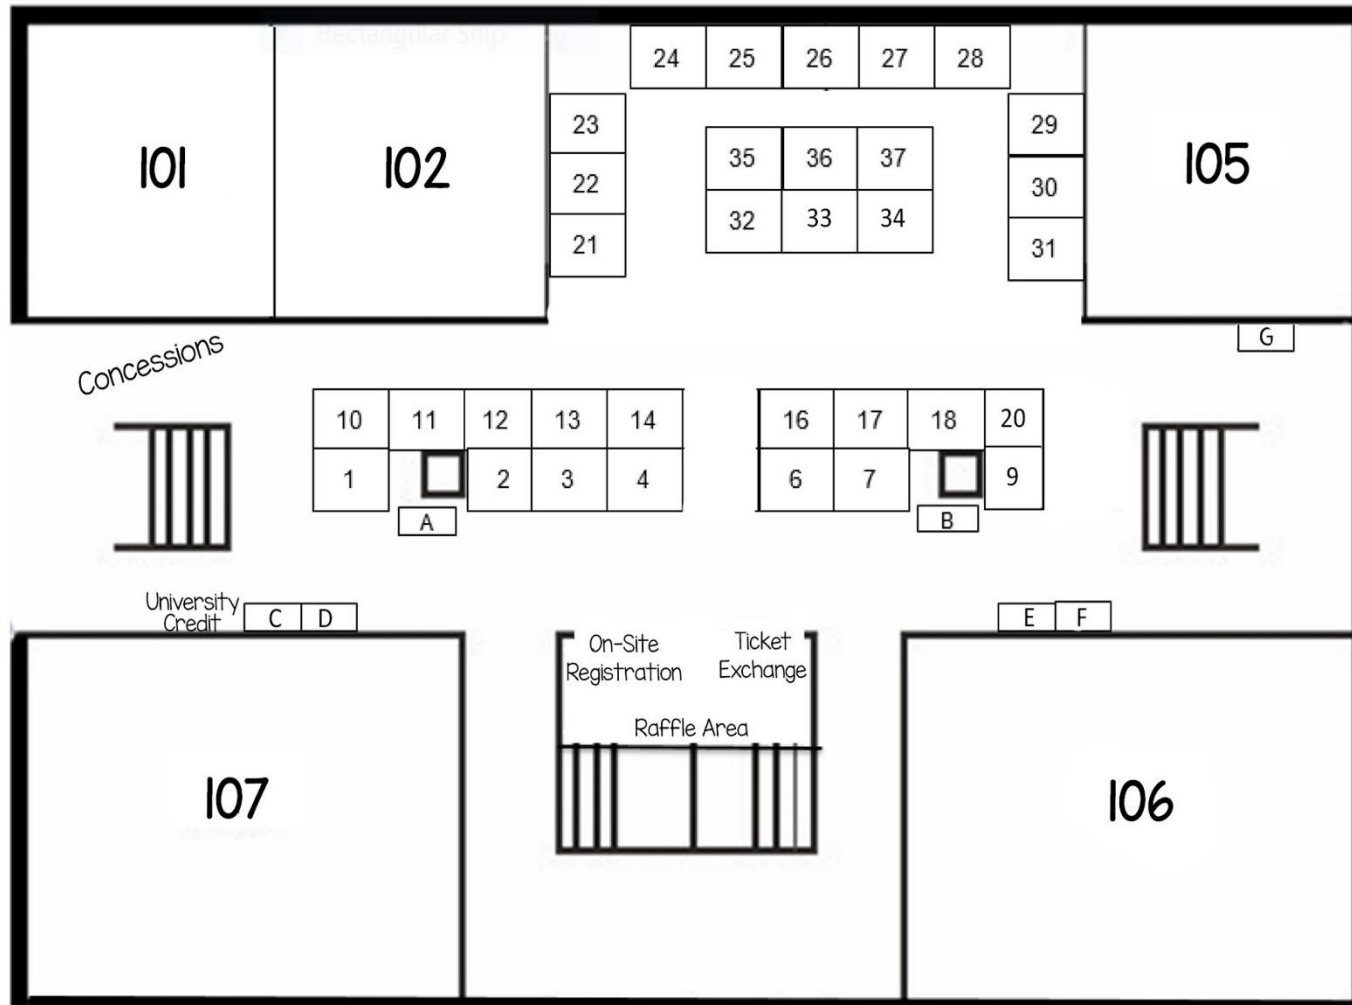 Rectangular Snip
24 25 26 27 28
23
29
101
102
35 36 37
105
22
30
32 33 34
21
31
G
Concessions
10 11 12 13 14
16 17 18 20
1 2 3 4
6 7 9
A
B
University
Credit
C D
E F
On-Site
Registration
Ticket
Exchange
Raffle Area
107
106